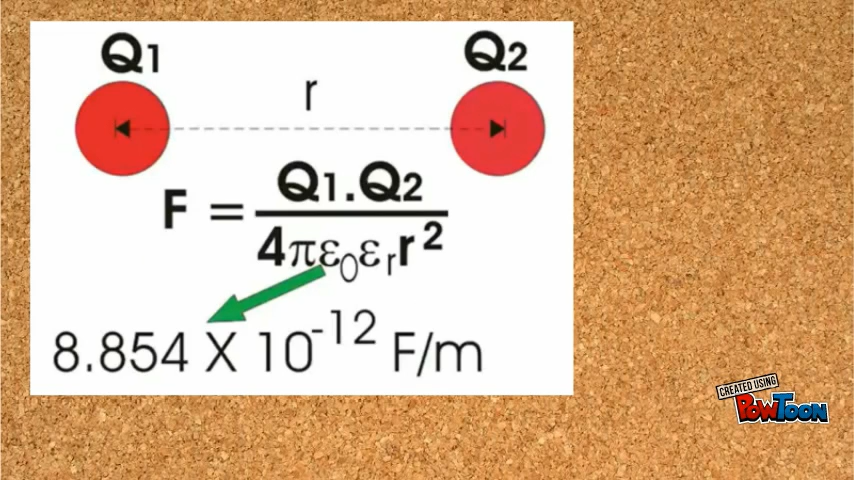 Q1 Q2
r
F = Q1.Q2
4πε0εrr²
8.854 X 10-12 F/m
CREATED USING
POWTOON